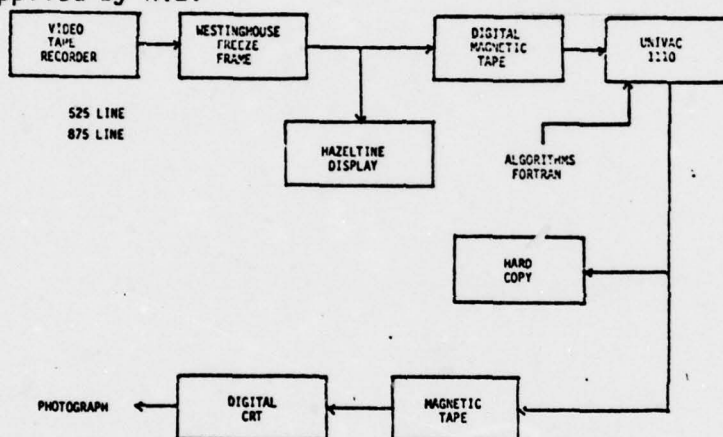 VIDEO
TAPE
RECORDER
WESTINGHOUSE
FREEZE
FRAME
DIGITAL
MAGNETIC
TAPE
UNIVAC
1110
525 LINE
875 LINE
HAZELTINE
DISPLAY
ALGORITHMS
FORTRAN
HARD
COPY
PHOTOGRAPH
DIGITAL
CRT
MAGNETIC
TAPE